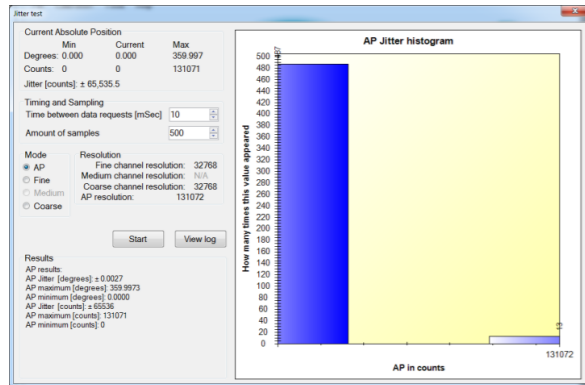 Jitter test
Current Absolute Position
Min Current Max
Degrees: 0.000 0.000 359.997
Counts: 0 0 131071
Jitter [counts]: ± 65,535.5
Timing and Sampling
Time between data requests [mSec] 10
Amount of samples 500
Mode
AP
Fine
Medium
Coarse
Resolution
Fine channel resolution: 32768
Medium channel resolution: N/A
Coarse channel resolution: 32768
AP resolution: 131072
Start View log
Results
AP results:
AP Jitter [degrees]: ± 0.0027
AP maximum [degrees]: 359.9973
AP minimum [degrees]: 0.0000
AP Jitter [counts]: ± 65536
AP maximum [counts]: 131071
AP minimum [counts]: 0
AP Jitter histogram
How many times this value appeared
500
480
460
440
420
400
380
360
340
320
300
280
260
240
220
200
180
160
140
120
100
80
60
40
20
0
487
13
131072
AP in counts